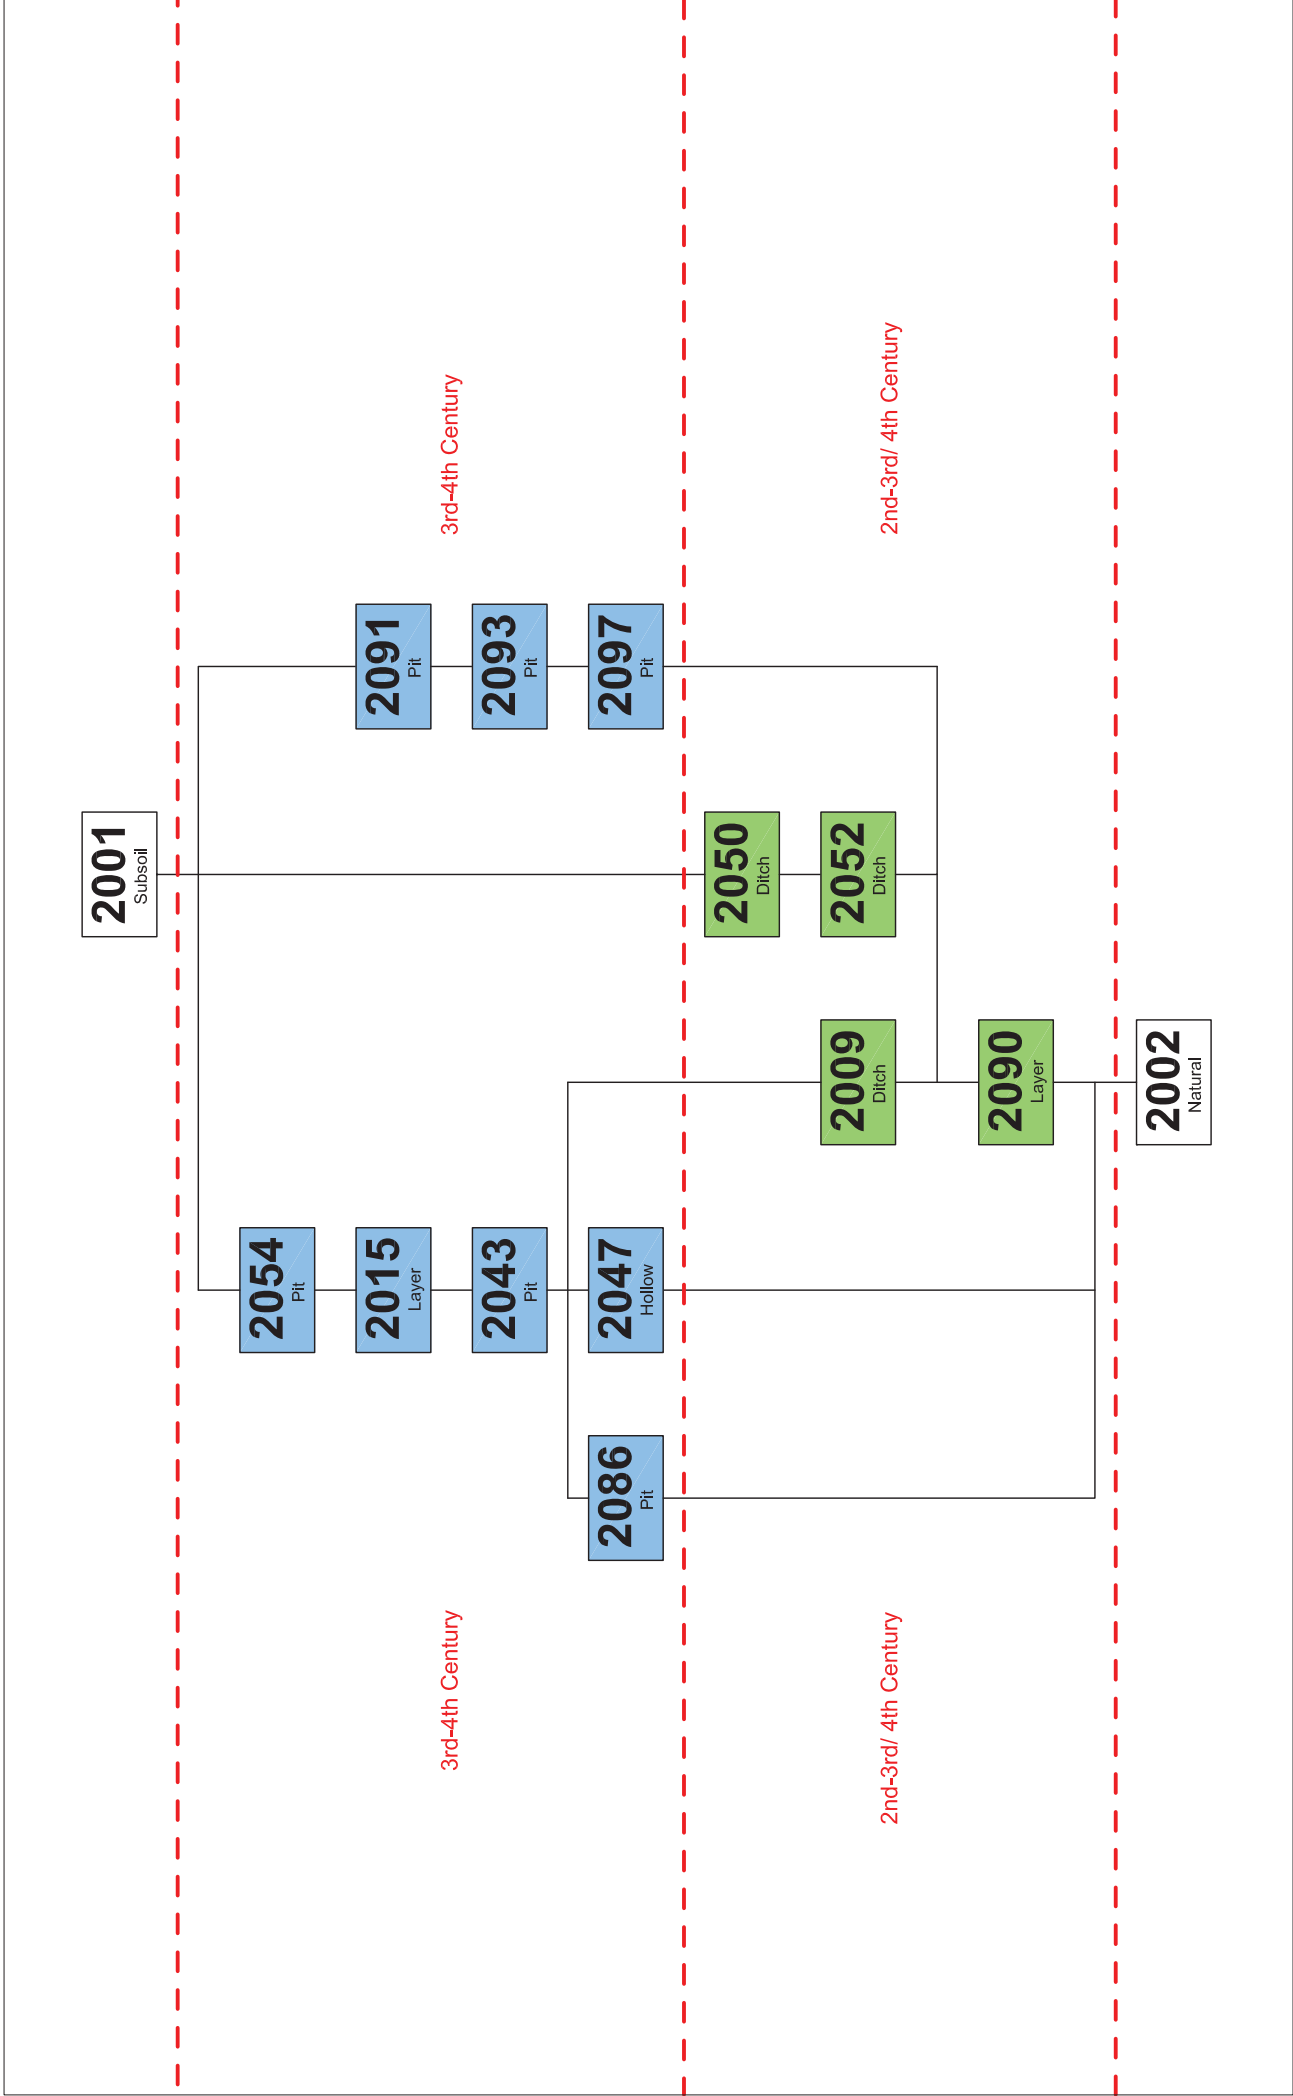 2001
Subsoil
2054
Pit
2015
Layer
2091
Pit
3rd-4th Century
3rd-4th Century
2043
Pit
2093
Pit
2086
Pit
2047
Hollow
2097
Pit
2050
Ditch
2nd-3rd/ 4th Century
2009
Ditch
2052
Ditch
2nd-3rd/ 4th Century
2090
Layer
2002
Natural